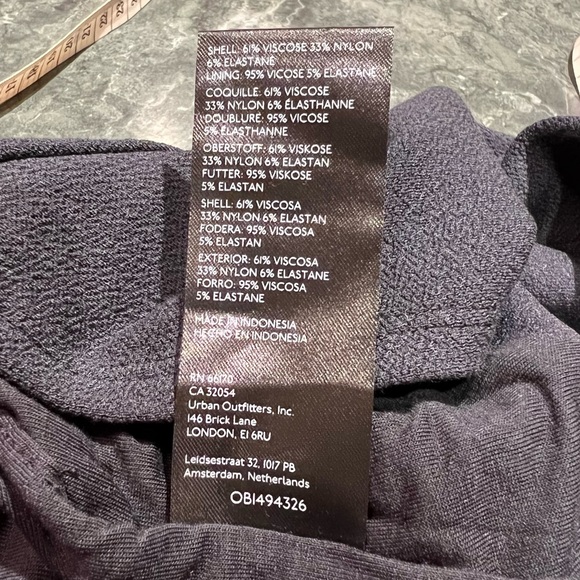 SHELL: 61% VISCOSE 33% NYLON
6% ELASTANE
LINING: 95% VICOSE 5% ELASTANE
COQUILLE: 61% VISCOSE
33% NYLON 6% ÉLASTHANNE
DOUBLURE: 95% VICOSE
5% ÉLASTHANNE
OBERSTOFF: 61% VISKOSE
33% NYLON 6% ELASTAN
FUTTER: 95% VISKOSE
5% ELASTAN
SHELL: 61% VISCOSA
33% NYLON 6% ELASTAN
FODERA: 95% VISCOSA
5% ELASTAN
EXTERIOR: 61% VISCOSA
33% NYLON 6% ELASTANE
FORRO: 95% VISCOSA
5% ELASTANE
MADE IN INDONESIA
HECHO EN INDONESIA
RN 66170
CA 32054
Urban Outfitters, Inc.
146 Brick Lane
LONDON, E1 6RU
Leidsestraat 32, 1017 PB
Amsterdam, Netherlands
OB1494326